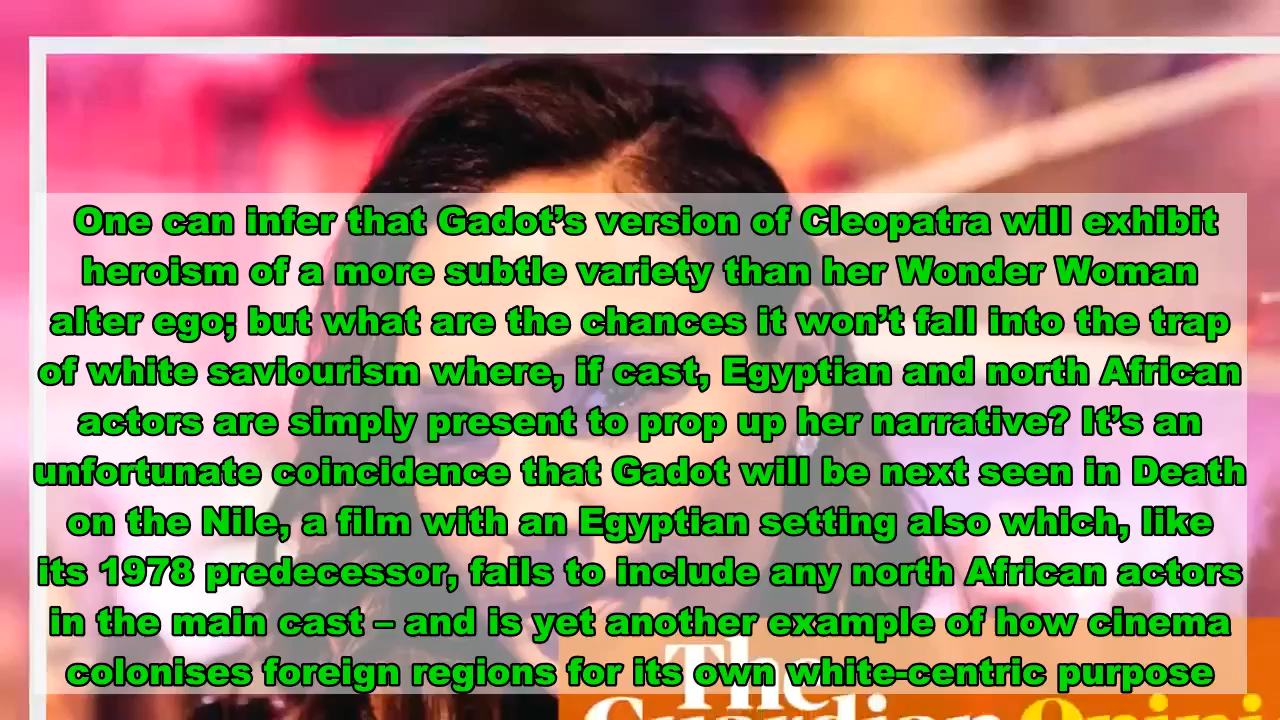 One can infer that Gadot’s version of Cleopatra will exhibit
heroism of a more subtle variety than her Wonder Woman
alter ego; but what are the chances it won’t fall into the trap
of white saviourism where, if cast, Egyptian and north African
actors are simply present to prop up her narrative? It’s an
unfortunate coincidence that Gadot will be next seen in Death
on the Nile, a film with an Egyptian setting also which, like
its 1978 predecessor, fails to include any north African actors
in the main cast – and is yet another example of how cinema
colonises foreign regions for its own white-centric purpose
The
Guardian Opini